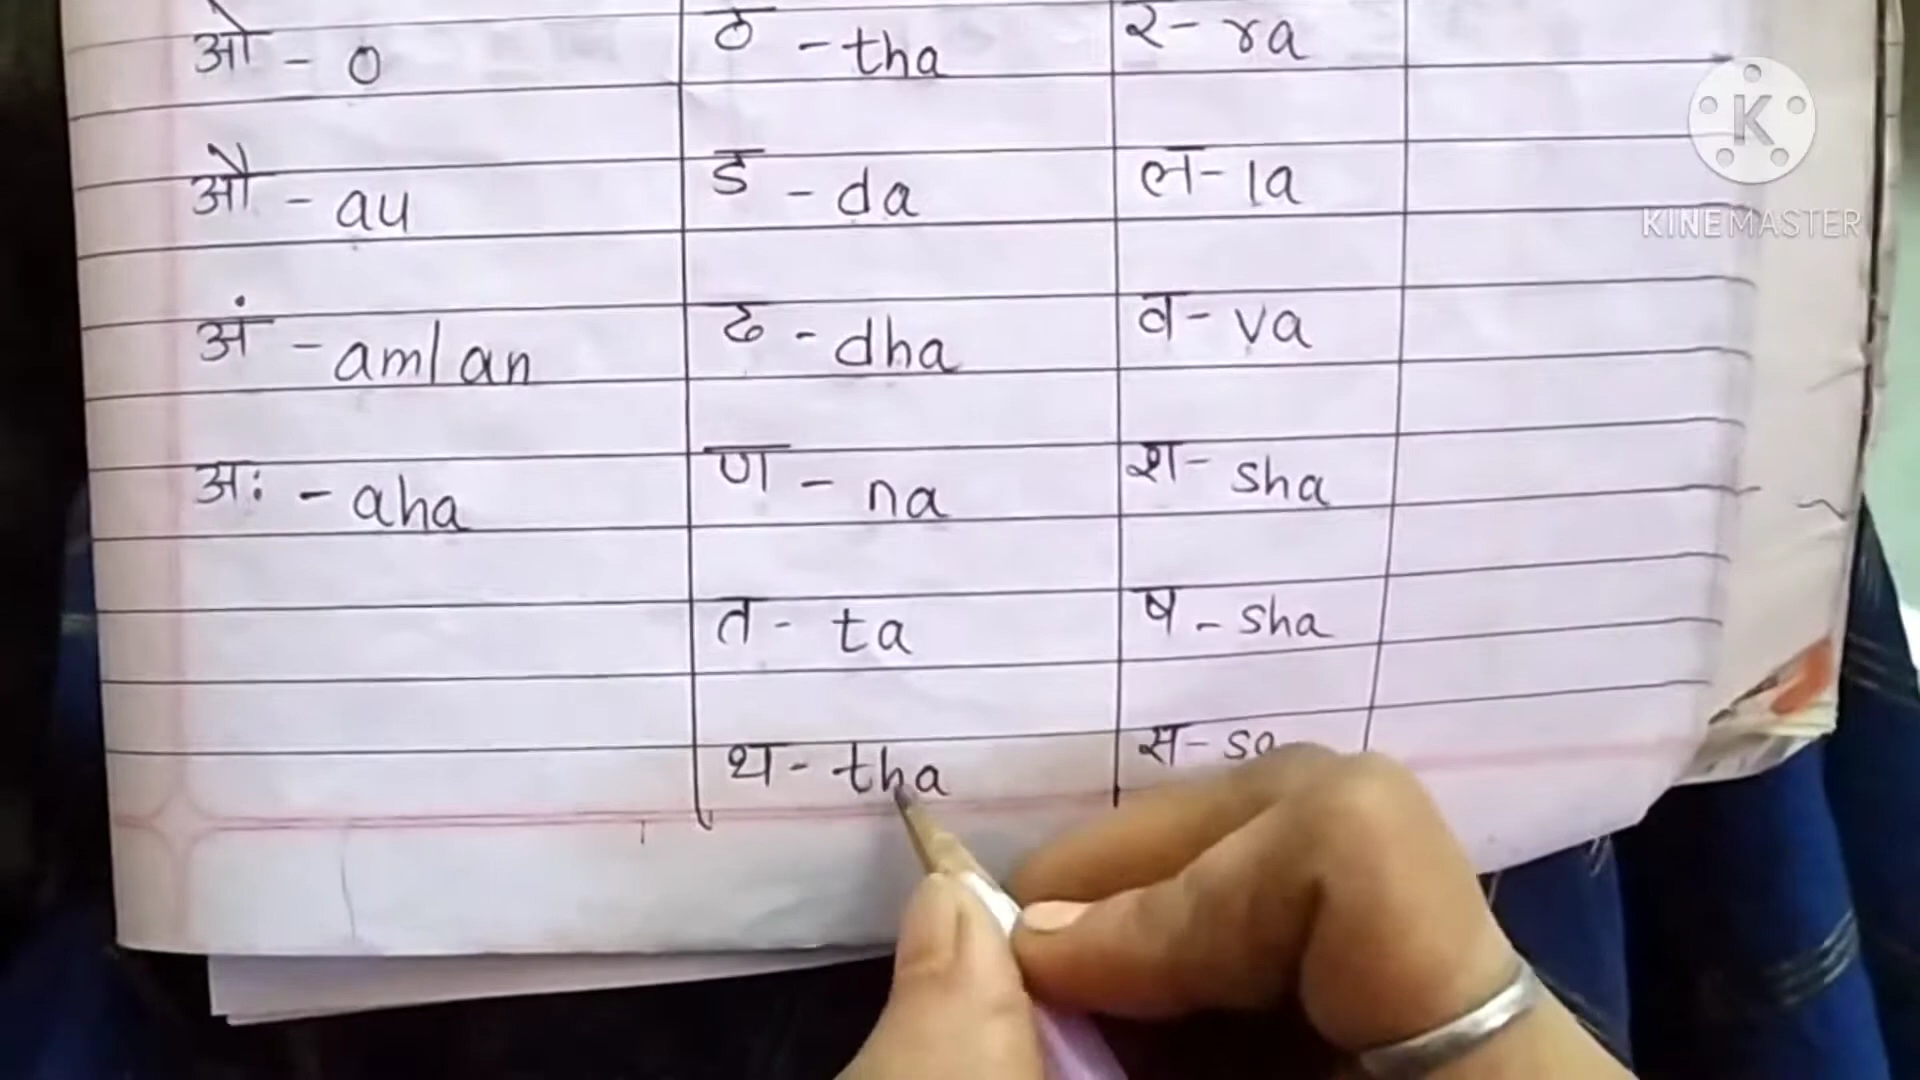 ओ - o ठ - tha र - ra
औ - au ड - da ल - la
अं - am/an ढ - dha व - va
अः - aha ण - na श - sha
त - ta ष - sha
थ - tha स - sa
K
KINEMASTER